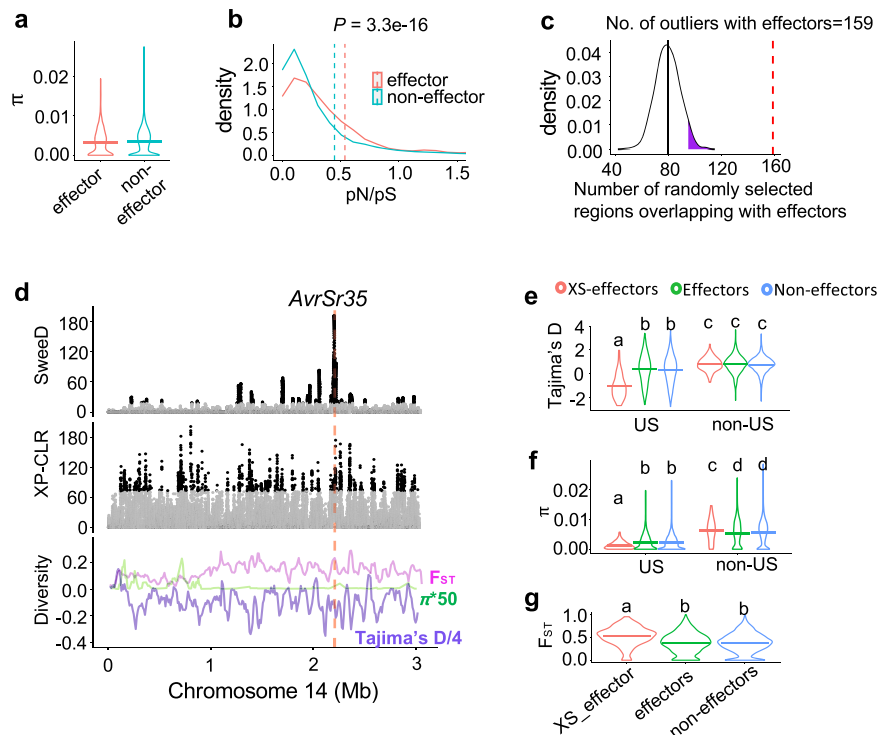 a
π
0.02
0.01
0.00
effector
non-
effector
b
P = 3.3e-16
density
2.0
1.5
1.0
0.5
0.0
effector
non-effector
0.0 0.5 1.0 1.5
pN/pS
c
No. of outliers with effectors=159
density
0.04
0.03
0.02
0.01
0.00
40 80 120 160
Number of randomly selected
regions overlapping with effectors
d
AvrSr35
SweeD
180
120
60
0
XP-CLR
180
120
60
0
Diversity
0.2
0.0
-0.2
-0.4
FST
π*50
Tajima's D/4
0 1 2 3
Chromosome 14 (Mb)
e
XS-effectors Effectors Non-effectors
Tajima's D
4
2
0
-2
a b b c c c
US non-US
f
π
0.02
0.01
0.00
a b b c d d
US non-US
g
FST
1.0
0.5
0.0
a b b
XS_effector
effectors
non-effectors